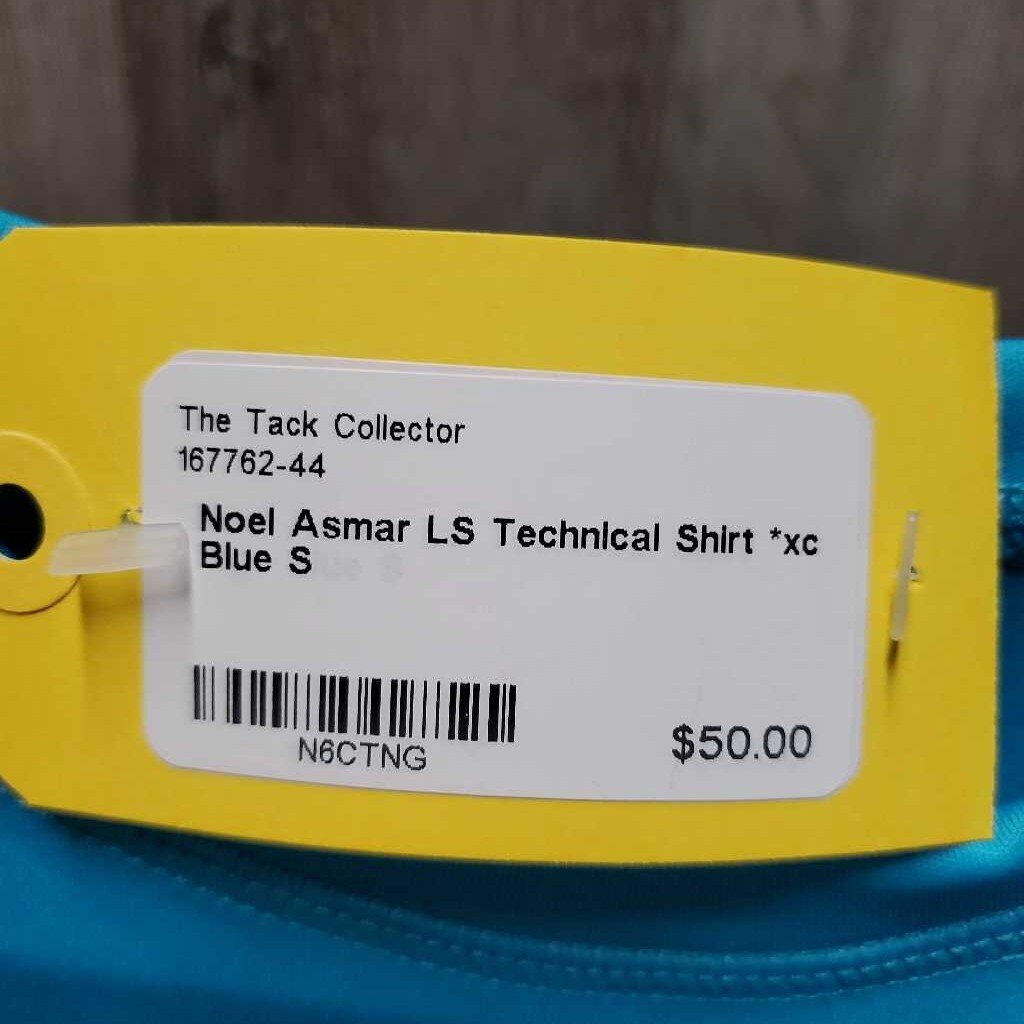 The Tack Collector
167762-44
Noel Asmar LS Technical Shirt *xc
Blue S
N6CTNG
$50.00